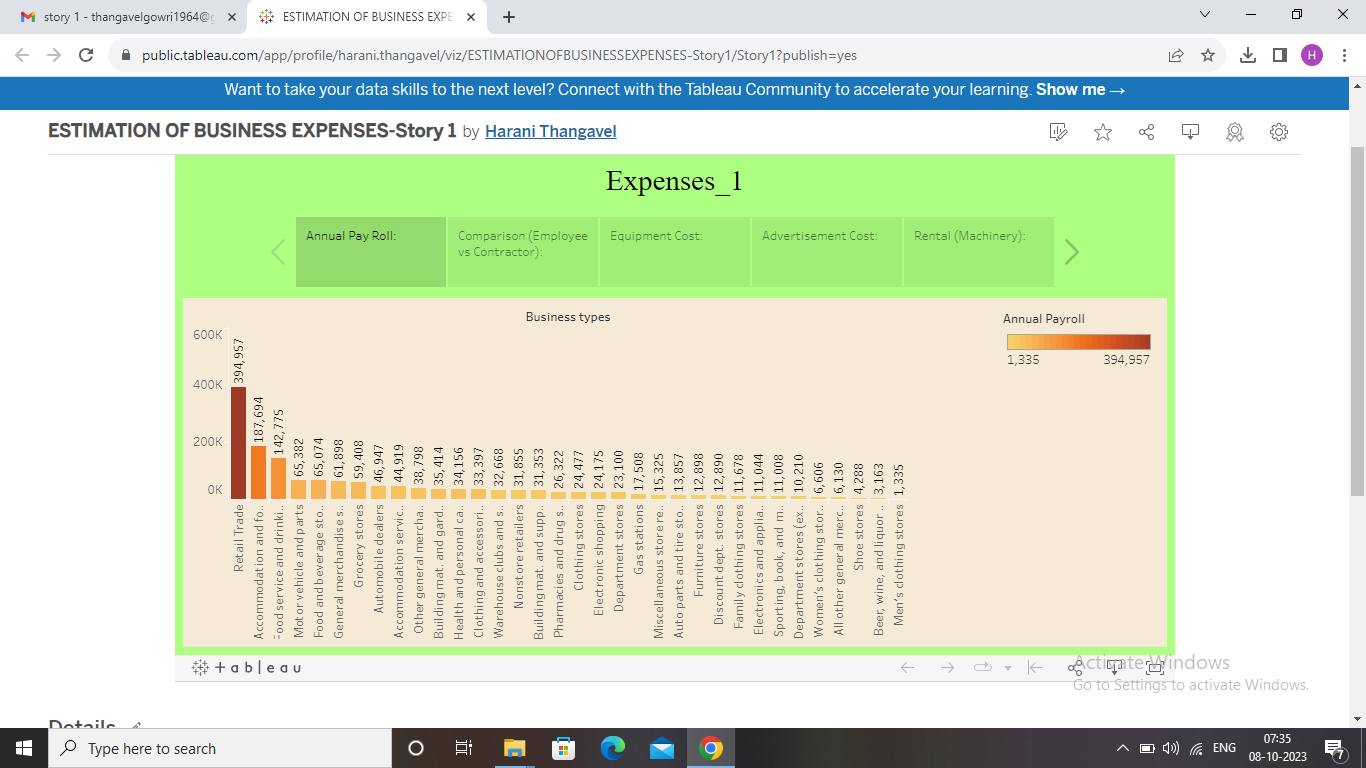 story 1 - thangavelgowri1964@g
ESTIMATION OF BUSINESS EXPE
public.tableau.com/app/profile/harani.thangavel/viz/ESTIMATIONOFBUSINESSEXPENSES-Story1/Story1?publish=yes
H
Want to take your data skills to the next level? Connect with the Tableau Community to accelerate your learning. Show me →
ESTIMATION OF BUSINESS EXPENSES-Story 1 by Harani Thangavel
Expenses_1
Annual Pay Roll:
Comparison (Employee
vs Contractor):
Equipment Cost:
Advertisement Cost:
Rental (Machinery):
Business types
600K
400K
200K
0K
394,957
187,694
142,775
65,382
65,074
61,898
59,408
46,947
44,919
38,798
35,414
34,156
33,397
32,668
31,855
31,353
26,322
24,477
24,175
23,100
17,508
15,325
13,857
12,898
12,890
11,678
11,044
11,008
10,210
6,606
6,130
4,288
3,163
1,335
Retail Trade
Accommodation and fo..
Food service and drinki..
Motor vehicle and parts
Food and beverage sto..
General merchandise s..
Grocery stores
Automobile dealers
Accommodation servic..
Other general mercha..
Building mat. and gard..
Health and personal ca..
Clothing and accessori..
Warehouse clubs and s..
Nonstore retailers
Building mat. and supp..
Pharmacies and drug s..
Clothing stores
Electronic shopping
Department stores
Gas stations
Miscellaneous store re..
Auto parts and tire sto..
Furniture stores
Discount dept. stores
Family clothing stores
Electronics and applia..
Sporting, book, and m..
Department stores (ex..
Women's clothing stor..
All other general merc..
Shoe stores
Beer, wine, and liquor ..
Men's clothing stores
Annual Payroll
1,335 394,957
+ableau
Activate Windows
Go to Settings to activate Windows.
Details
Type here to search
ENG
07:35
08-10-2023
7